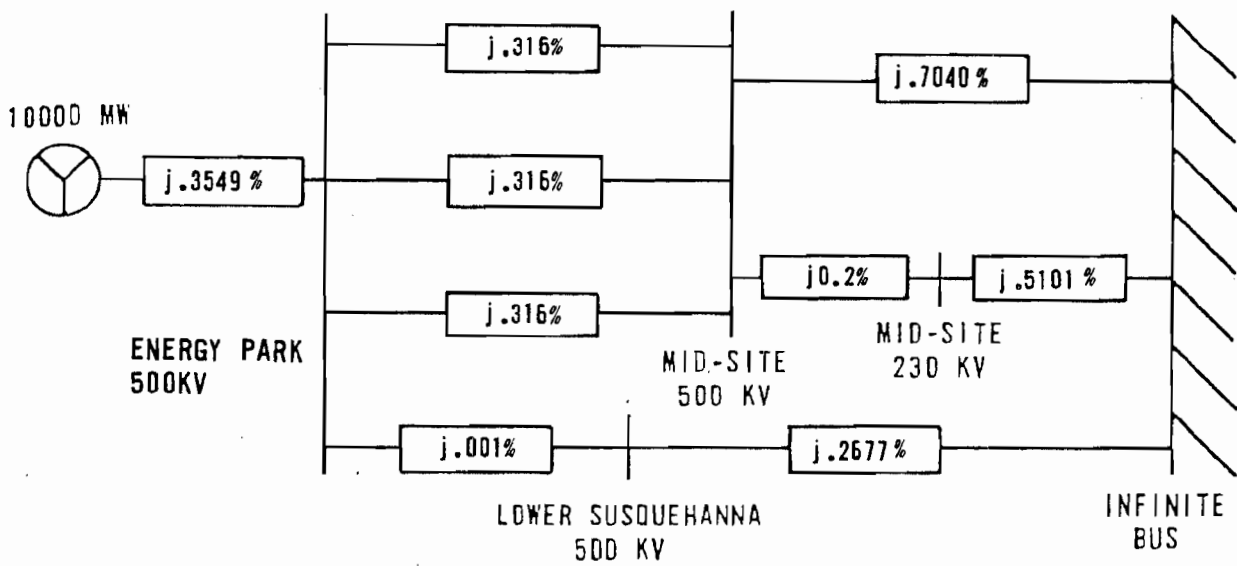 j.316%
j.7040%
10000 MW
j.3549%
j.316%
j0.2%
j.5101%
j.316%
ENERGY PARK
500KV
MID-SITE
500 KV
MID-SITE
230 KV
j.001%
j.2677%
LOWER SUSQUEHANNA
500 KV
INFINITE
BUS